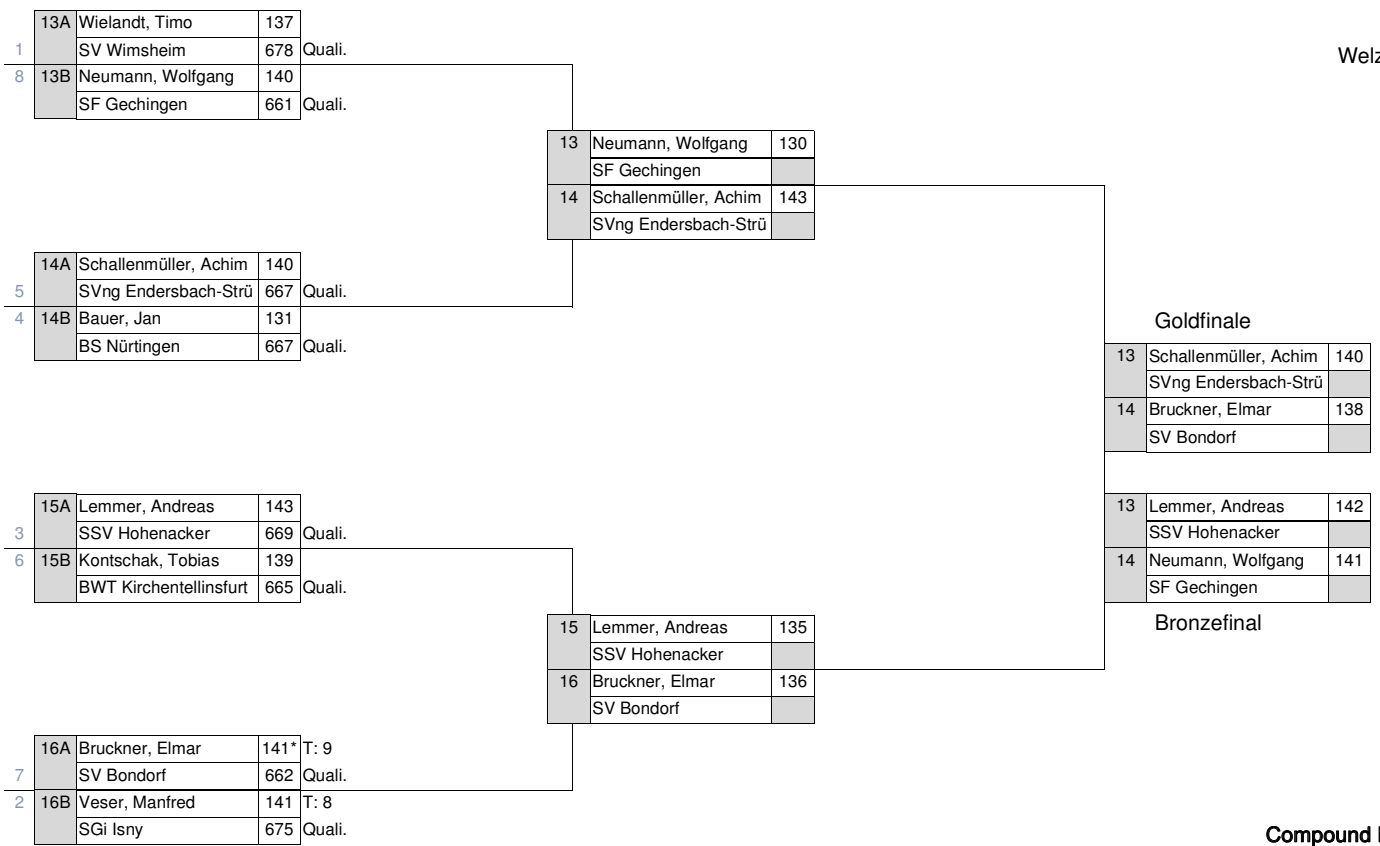 13A Wielandt, Timo 137
1 SV Wimsheim 678 Quali.
8 13B Neumann, Wolfgang 140
SF Gechingen 661 Quali.
14A Schallenmüller, Achim 140
5 SVng Endersbach-Strü 667 Quali.
4 14B Bauer, Jan 131
BS Nürtingen 667 Quali.
15A Lemmer, Andreas 143
3 SSV Hohenacker 669 Quali.
6 15B Kontschak, Tobias 139
BWT Kirchentellinsfurt 665 Quali.
16A Bruckner, Elmar 141* T: 9
7 SV Bondorf 662 Quali.
2 16B Veser, Manfred 141 T: 8
SGi Isny 675 Quali.
13 Neumann, Wolfgang 130
SF Gechingen
14 Schallenmüller, Achim 143
SVng Endersbach-Strü
15 Lemmer, Andreas 135
SSV Hohenacker
16 Bruckner, Elmar 136
SV Bondorf
Welz
Goldfinale
13 Schallenmüller, Achim 140
SVng Endersbach-Strü
14 Bruckner, Elmar 138
SV Bondorf
13 Lemmer, Andreas 142
SSV Hohenacker
14 Neumann, Wolfgang 141
SF Gechingen
Bronzefinal
Compound